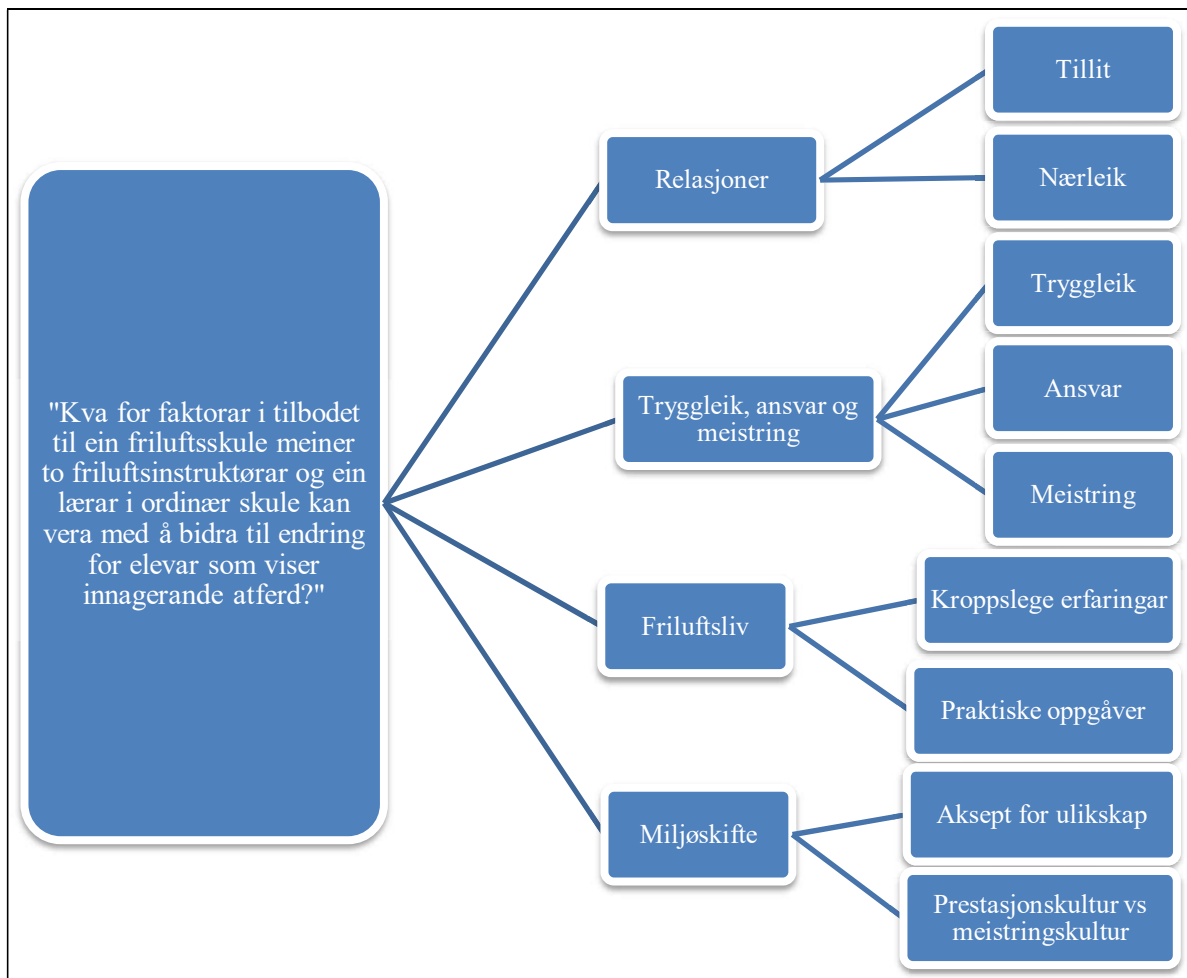 "Kva for faktorar i tilbodet
til ein friluftsskule meiner
to friluftsinstruktørar og ein
lærar i ordinær skule kan
vera med å bidra til endring
for elevar som viser
innagerande atferd?"
Relasjoner
Tillit
Nærleik
Tryggleik, ansvar og
meistring
Tryggleik
Ansvar
Meistring
Friluftsliv
Kroppslege erfaringar
Praktiske oppgåver
Miljøskifte
Aksept for ulikskap
Prestasjonskultur vs
meistringskultur